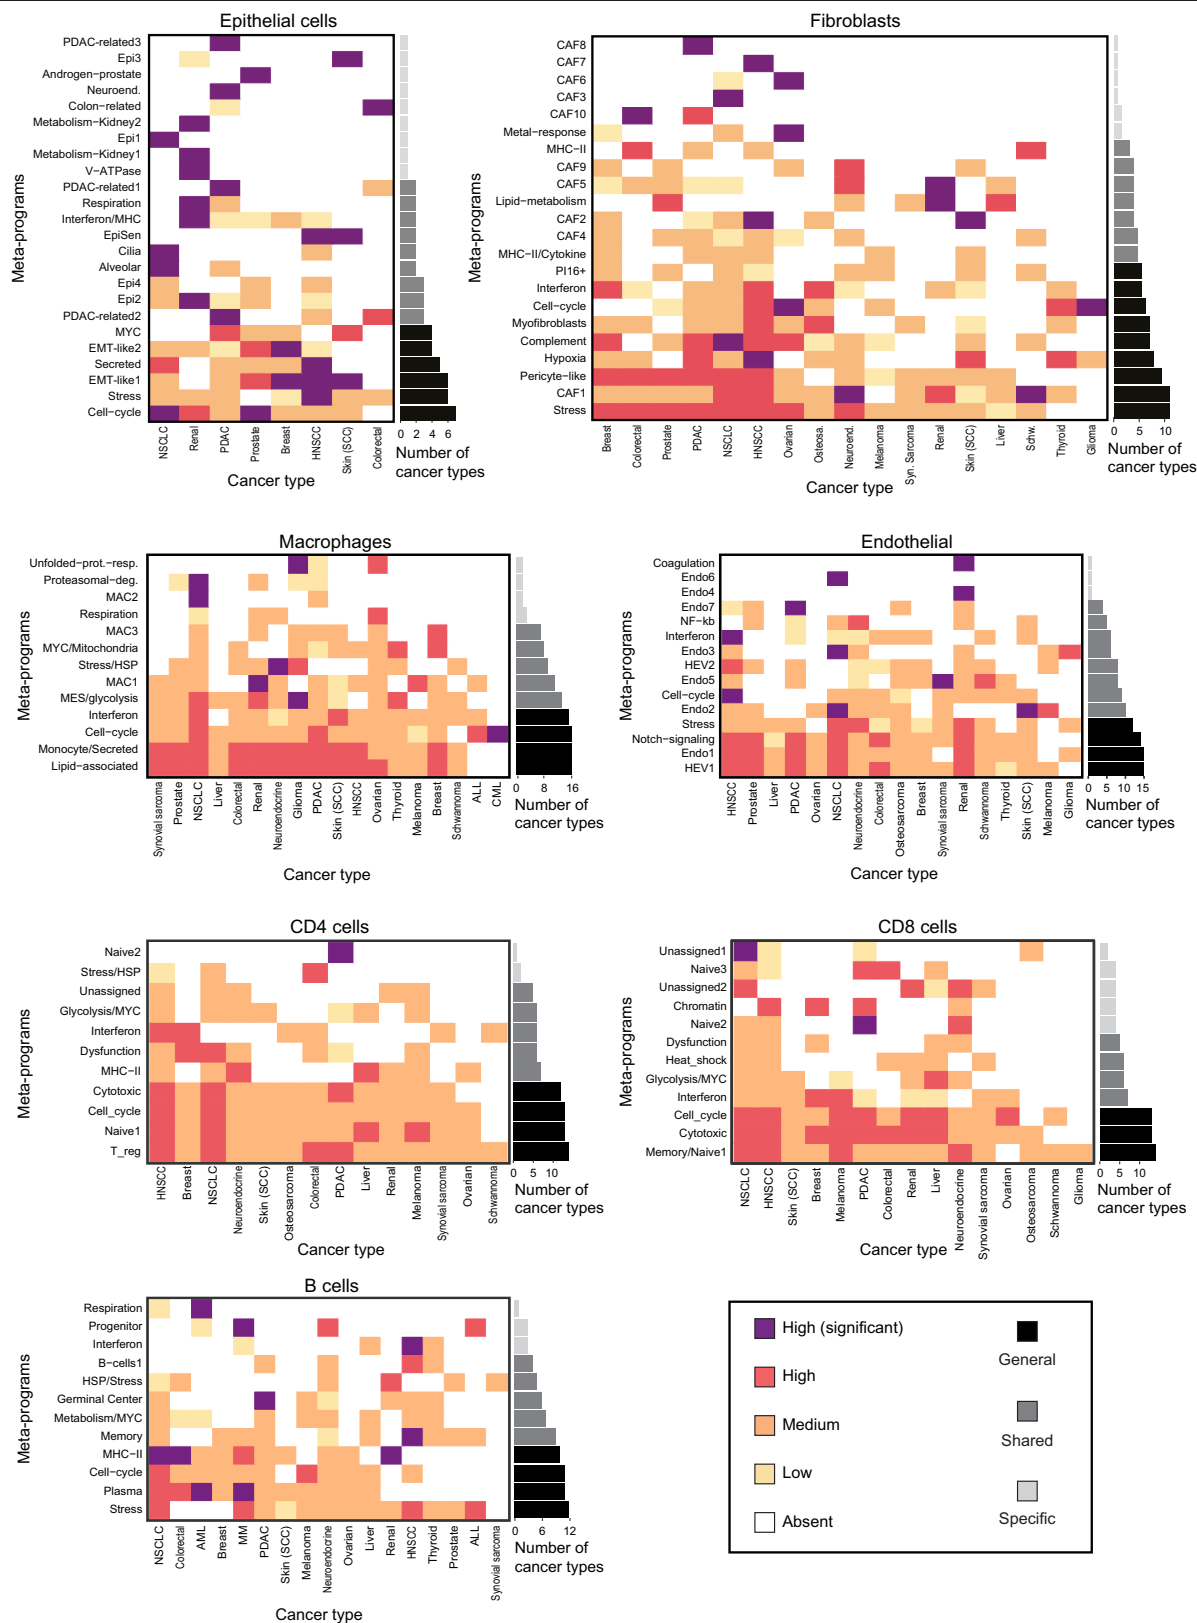 Epithelial cells
Meta-programs
PDAC-related3
Epi3
Androgen-prostate
Neuroend.
Colon-related
Metabolism-Kidney2
Epi1
Metabolism-Kidney1
V-ATPase
PDAC-related1
Respiration
Interferon/MHC
EpiSen
Cilia
Alveolar
Epi4
Epi2
PDAC-related2
MYC
EMT-like2
Secreted
EMT-like1
Stress
Cell-cycle
NSCLC
Renal
PDAC
Prostate
Breast
HNSCC
Skin (SCC)
Colorectal
Cancer type
0 2 4 6
Number of
cancer types
Fibroblasts
Meta-programs
CAF8
CAF7
CAF6
CAF3
CAF10
Metal-response
MHC-II
CAF9
CAF5
Lipid-metabolism
CAF2
CAF4
MHC-II/Cytokine
PI16+
Interferon
Cell-cycle
Myofibroblasts
Complement
Hypoxia
Pericyte-like
CAF1
Stress
Breast
Colorectal
Prostate
PDAC
NSCLC
HNSCC
Ovarian
Osteosa.
Neuroend.
Melanoma
Syn. Sarcoma
Renal
Skin (SCC)
Liver
Schw.
Thyroid
Glioma
Cancer type
0 5 10
Number of
cancer types
Macrophages
Meta-programs
Unfolded-prot.-resp.
Proteasomal-deg.
MAC2
Respiration
MAC3
MYC/Mitochondria
Stress/HSP
MAC1
MES/glycolysis
Interferon
Cell-cycle
Monocyte/Secreted
Lipid-associated
Synovial sarcoma
Prostate
NSCLC
Liver
Colorectal
Renal
Neuroendocrine
Glioma
PDAC
Skin (SCC)
HNSCC
Ovarian
Thyroid
Melanoma
Breast
Schwannoma
ALL
CML
Cancer type
0 8 16
Number of
cancer types
Endothelial
Meta-programs
Coagulation
Endo6
Endo4
Endo7
NF-kb
Interferon
Endo3
HEV2
Endo5
Cell-cycle
Endo2
Stress
Notch-signaling
Endo1
HEV1
HNSCC
Prostate
Liver
PDAC
Ovarian
NSCLC
Neuroendocrine
Colorectal
Osteosarcoma
Breast
Synovial sarcoma
Renal
Schwannoma
Thyroid
Skin (SCC)
Melanoma
Glioma
Cancer type
0 5 10 15
Number of
cancer types
CD4 cells
Meta-programs
Naive2
Stress/HSP
Unassigned
Glycolysis/MYC
Interferon
Dysfunction
MHC-II
Cytotoxic
Cell_cycle
Naive1
T_reg
HNSCC
Breast
NSCLC
Neuroendocrine
Skin (SCC)
Osteosarcoma
Colorectal
PDAC
Liver
Renal
Melanoma
Synovial sarcoma
Ovarian
Schwannoma
Cancer type
0 5 10
Number of
cancer types
CD8 cells
Meta-programs
Unassigned1
Naive3
Unassigned2
Chromatin
Naive2
Dysfunction
Heat_shock
Glycolysis/MYC
Interferon
Cell_cycle
Cytotoxic
Memory/Naive1
NSCLC
HNSCC
Skin (SCC)
Breast
Melanoma
PDAC
Colorectal
Renal
Liver
Neuroendocrine
Synovial sarcoma
Ovarian
Osteosarcoma
Schwannoma
Glioma
Cancer type
0 5 10
Number of
cancer types
B cells
Meta-programs
Respiration
Progenitor
Interferon
B-cells1
HSP/Stress
Germinal Center
Metabolism/MYC
Memory
MHC-II
Cell-cycle
Plasma
Stress
NSCLC
Colorectal
AML
Breast
MM
PDAC
Skin (SCC)
Melanoma
Neuroendocrine
Ovarian
Liver
Renal
HNSCC
Thyroid
Prostate
ALL
Synovial sarcoma
Cancer type
0 6 12
Number of
cancer types
High (significant)
High
Medium
Low
Absent
General
Shared
Specific